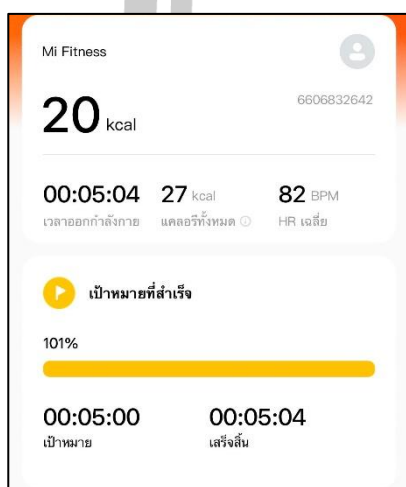 Mi Fitness
20 kcal
6606832642
00:05:04 27 kcal 82 BPM
เวลาออกกำลังกาย แคลอรีทั้งหมด HR เฉลี่ย
เป้าหมายที่สำเร็จ
101%
00:05:00 00:05:04
เป้าหมาย เสร็จสิ้น